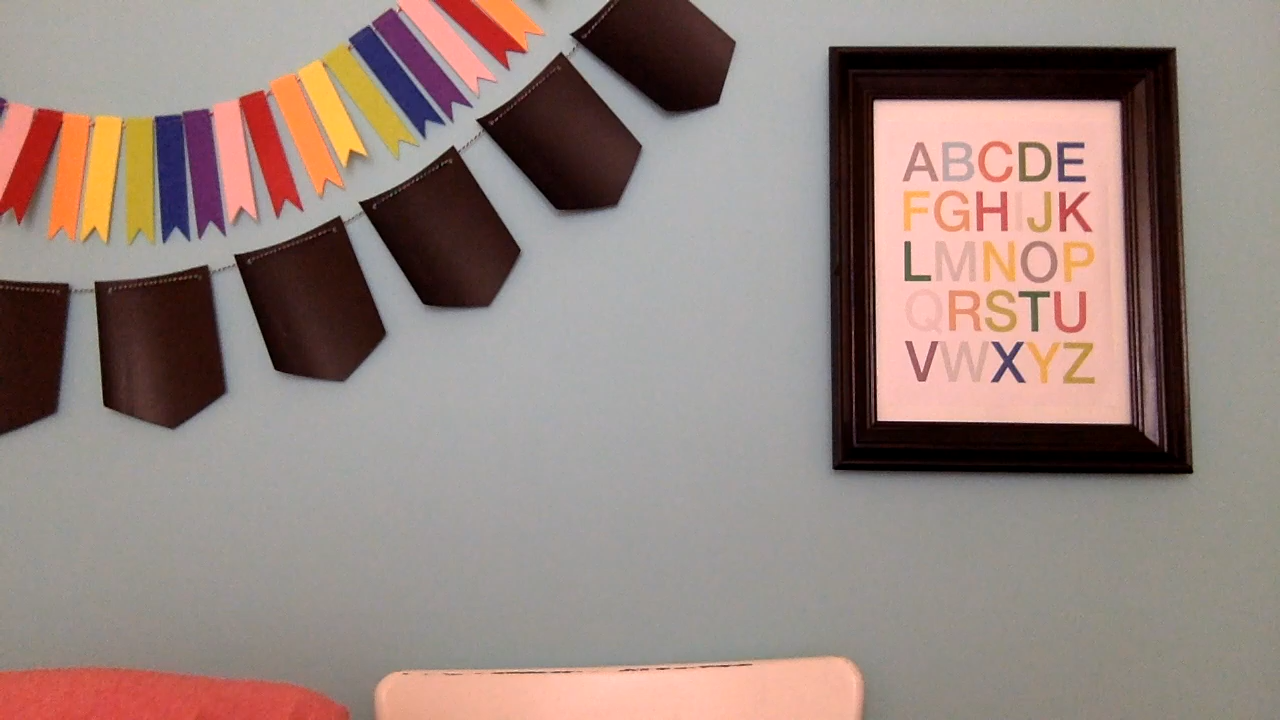 ABCDE
FGHIJK
LMNOP
QRSTU
VWXYZ